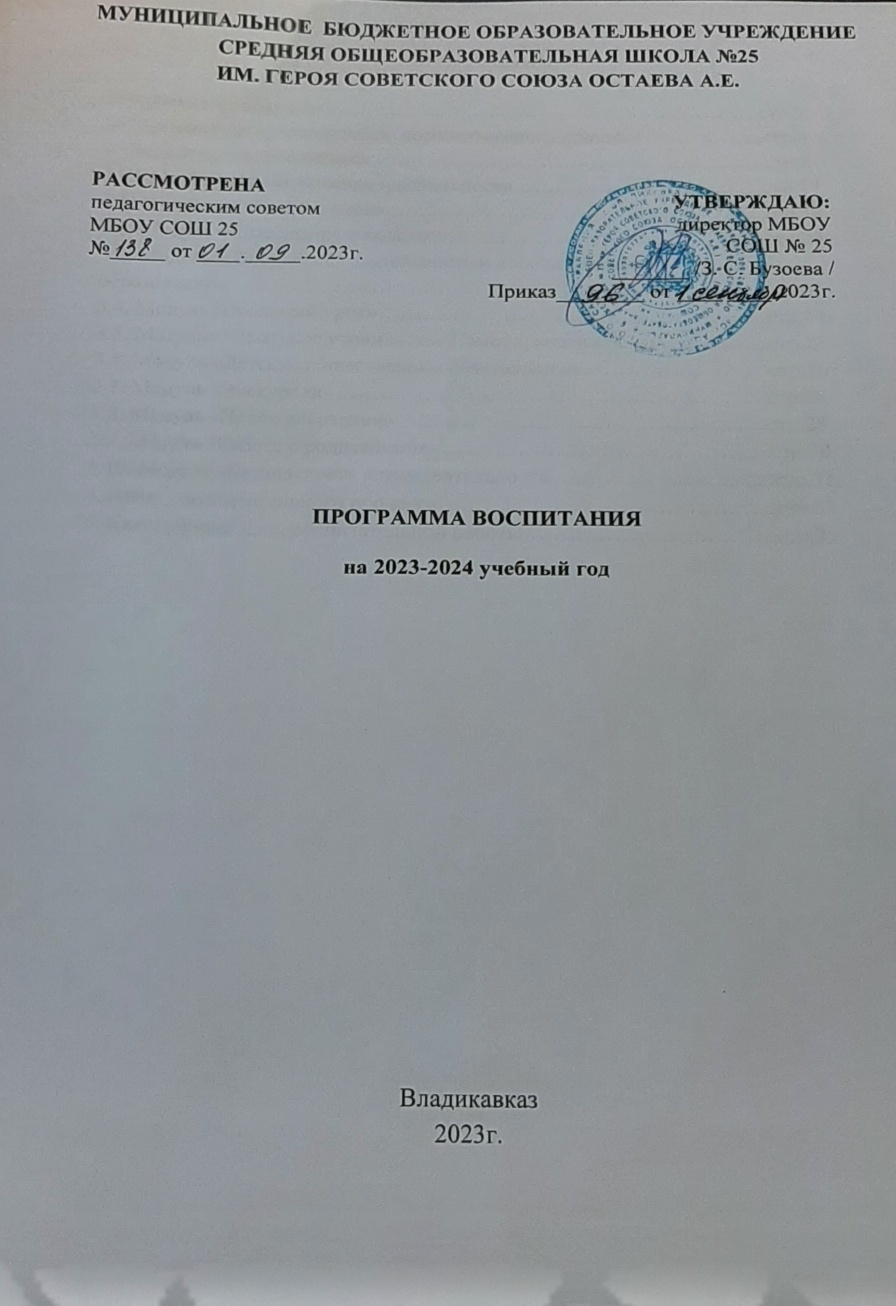 МУНИЦИПАЛЬНОЕ БЮДЖЕТНОЕ ОБРАЗОВАТЕЛЬНОЕ УЧРЕЖДЕНИЕ
СРЕДНЯЯ ОБЩЕОБРАЗОВАТЕЛЬНАЯ ШКОЛА №25
ИМ. ГЕРОЯ СОВЕТСКОГО СОЮЗА ОСТАЕВА А.Е.
РАССМОТРЕНА
педагогическим советом
МБОУ СОШ 25
№ 138 от 01.09.2023г.
УТВЕРЖДАЮ:
директор МБОУ
СОШ № 25
/З. С. Бузоева /
Приказ 96 от 1 сентября 2023г.
ПРОГРАММА ВОСПИТАНИЯ
на 2023-2024 учебный год
Владикавказ
2023г.